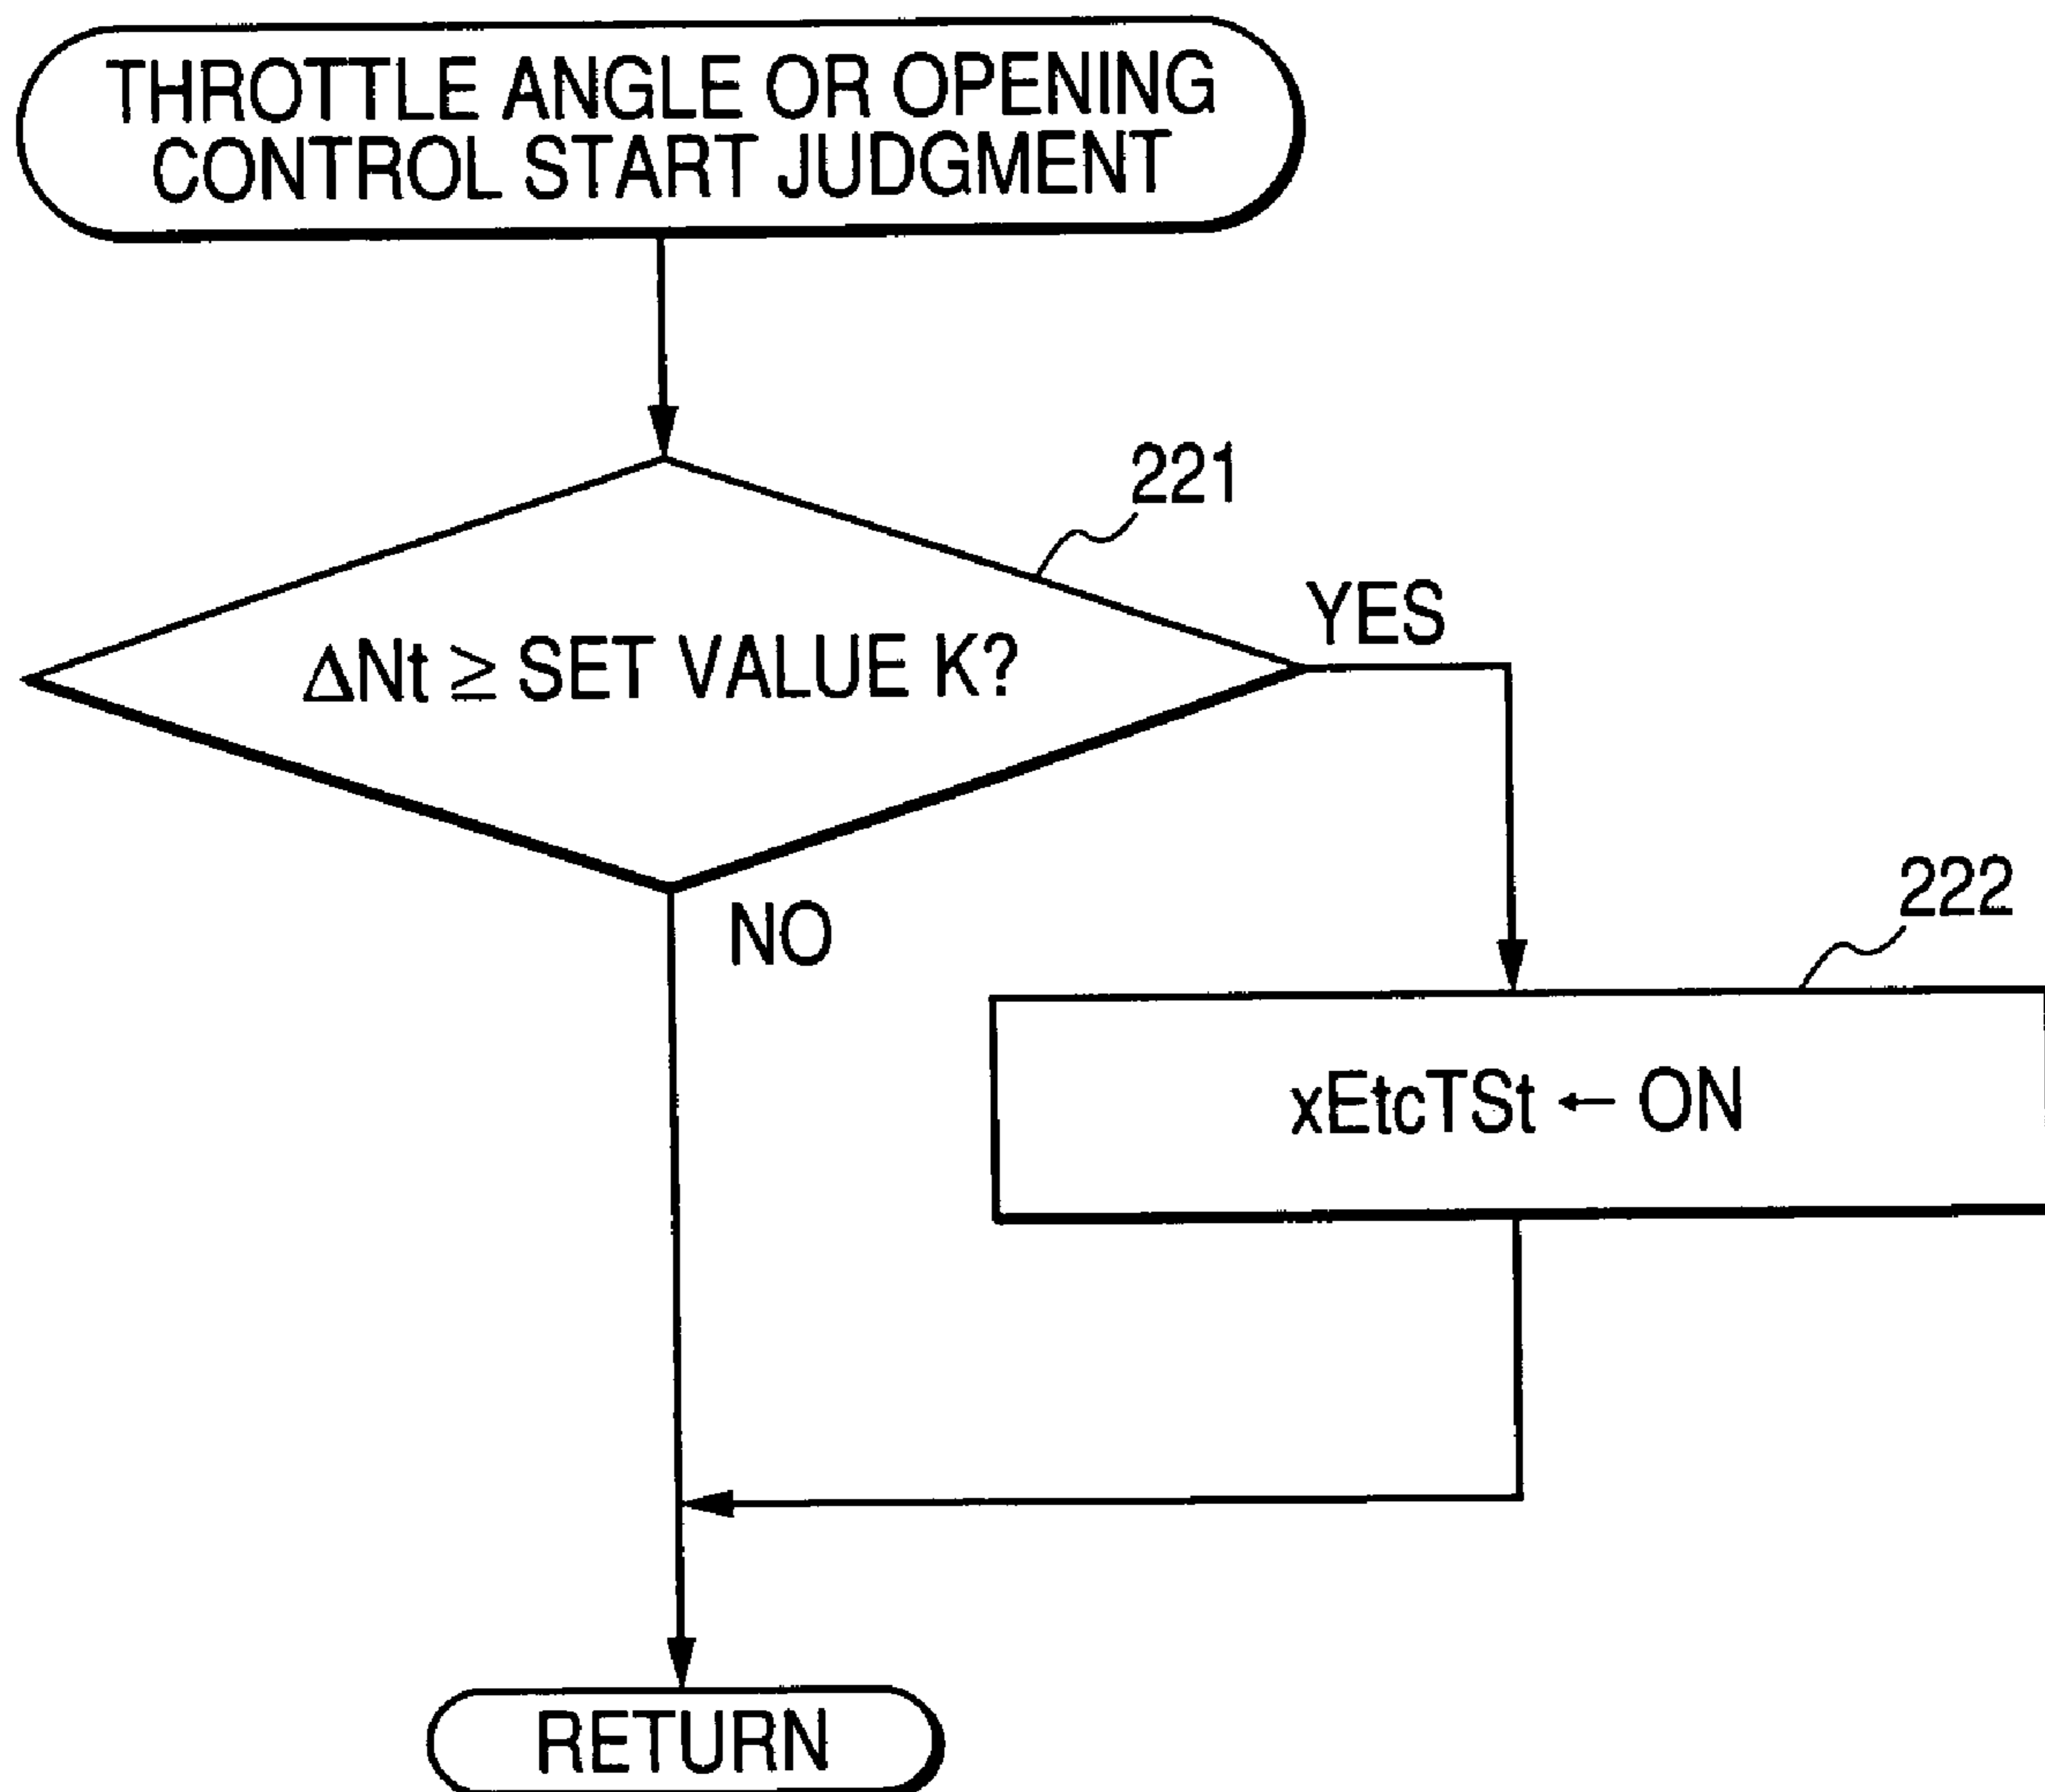 THROTTLE ANGLE OR OPENING
CONTROL START JUDGMENT
221
ΔNt ≧ SET VALUE K?
YES
NO
222
xEtcTSt ← ON
RETURN